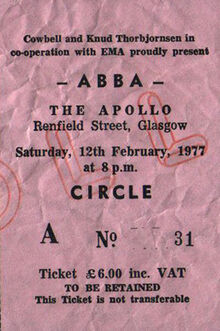 Cowbell and Knud Thorbjornsen in
co-operation with EMA proudly present
– ABBA –
THE APOLLO
Renfield Street, Glasgow
Saturday, 12th February, 1977
at 8 p.m.
CIRCLE
A No 31
Ticket £6.00 inc. VAT
TO BE RETAINED
This Ticket is not transferable